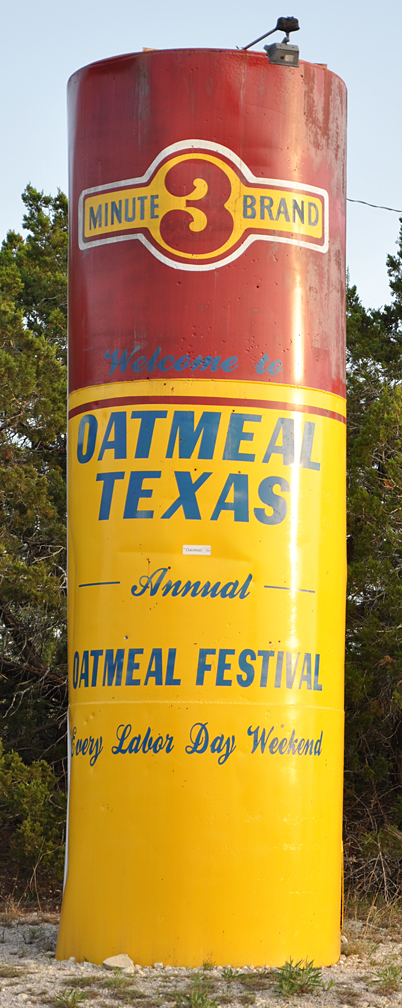 MINUTE 3 BRAND
Welcome to
OATMEAL
TEXAS
Annual
OATMEAL FESTIVAL
Every Labor Day Weekend